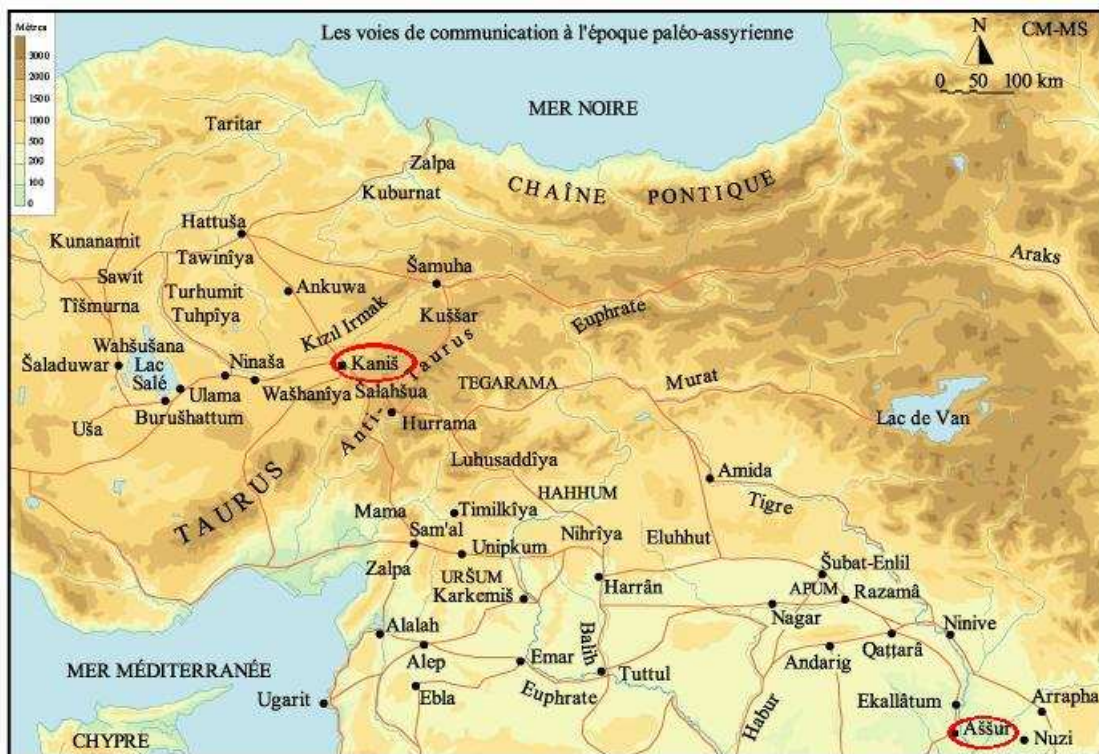 Les voies de communication à l'époque paléo-assyrienne
CM-MS
Mètres
3000
2000
1500
1000
500
200
100
0
N
0 50 100 km
MER NOIRE
Taritar
Zalpa
Kuburnat
CHAÎNE PONTIQUE
Hattuša
Kunanamit
Tawinîya
Araks
Sawit
Šamuha
Turhumit
Ankuwa
Tîšmurna
Tuhpîya
Kızıl Irmak
Kuššar
Euphrate
Wahšušana
Šaladuwar
Lac
Salé
Ninaša
Kaniš
Anti-Taurus
TEGARAMA
Murat
Ulama
Wašhanîya
Šalahšua
Burušhattum
Hurrama
Lac de Van
Uša
Luhusaddîya
Amida
TAURUS
HAHHUM
Tigre
Mama
Timilkîya
Nihrîya
Eluhhut
Sam'al
Unipkum
Šubat-Enlil
Zalpa
URŠUM
Harrân
APUM
Razamâ
Karkemiš
Nagar
Ninive
Alalah
Balih
Qaṭṭarâ
MER MÉDITERRANÉE
Alep
Emar
Andarig
Tuttul
Ugarit
Ebla
Euphrate
Habur
Ekallâtum
Arrapha
Aššur
Nuzi
CHYPRE